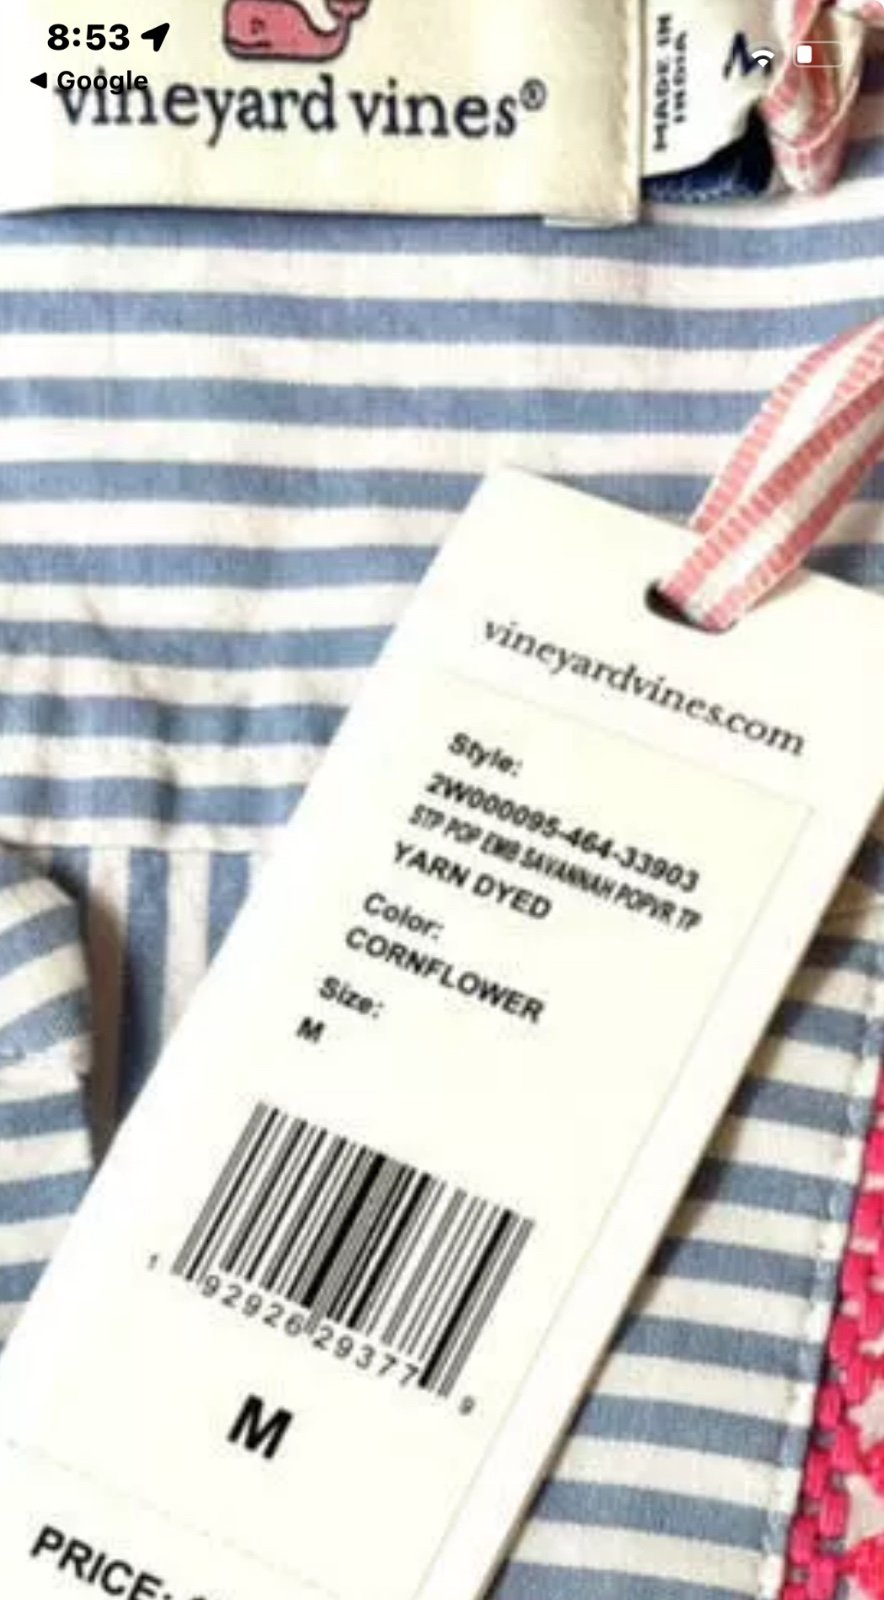 8:53
◀ Google
vineyard vines®
MADE IN
INDIA
M
vineyardvines.com
Style:
2W000095-464-33903
STP POP EMB SAVANNAH POPVR TP
YARN DYED
Color:
CORNFLOWER
Size:
M
1 92926 29377 9
M
PRICE: